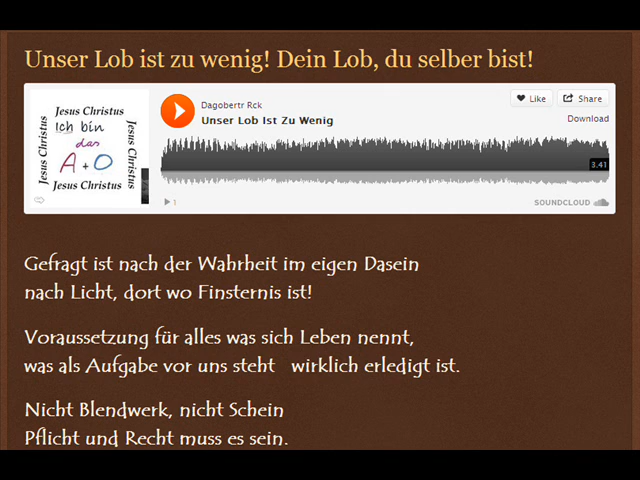 Unser Lob ist zu wenig! Dein Lob, du selber bist!
Jesus Christus
Jesus Christus
Ich bin
das
A + O
Jesus Christus
Jesus Christus
Dagobertr Rck
Unser Lob Ist Zu Wenig
Like
Share
Download
3.41
1
SOUNDCLOUD
Gefragt ist nach der Wahrheit im eigen Dasein
nach Licht, dort wo Finsternis ist!
Voraussetzung für alles was sich Leben nennt,
was als Aufgabe vor uns steht wirklich erledigt ist.
Nicht Blendwerk, nicht Schein
Pflicht und Recht muss es sein.